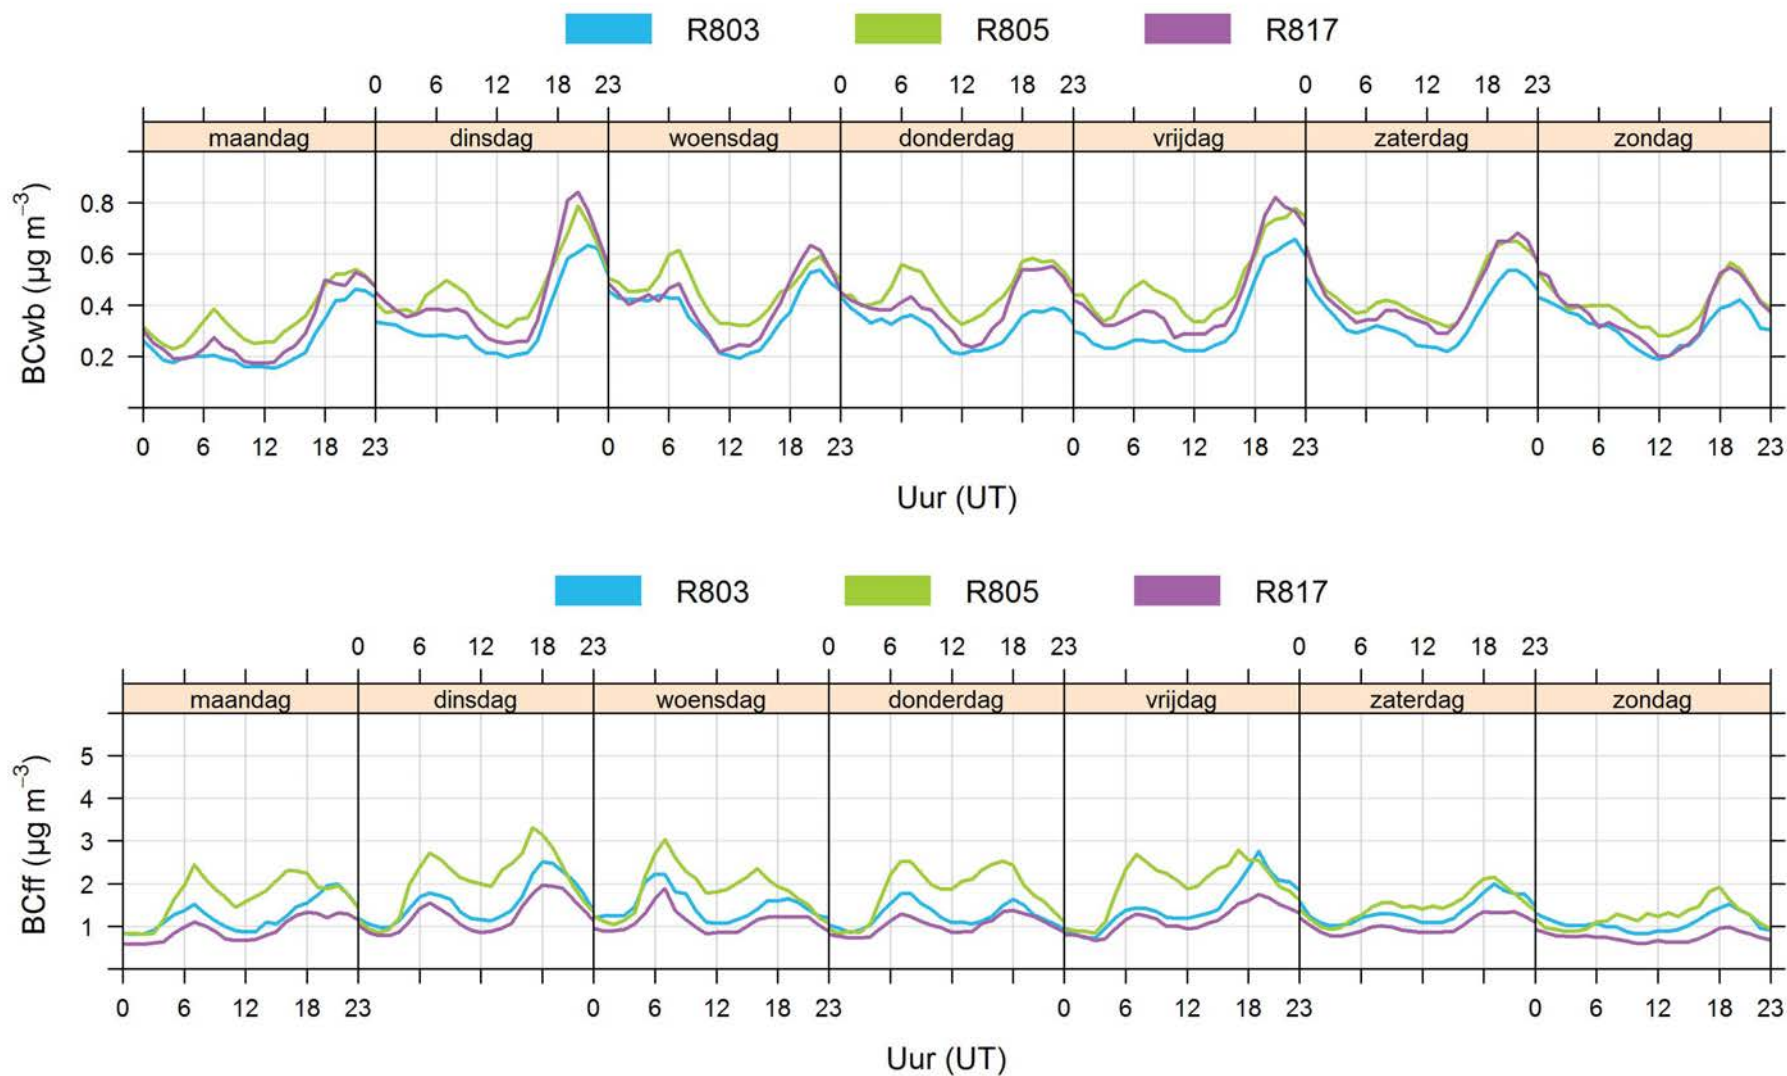 R803 R805 R817
0 6 12 18 23 0 6 12 18 23 0 6 12 18 23
maandag dinsdag woensdag donderdag vrijdag zaterdag zondag
BCwb (µg m⁻³)
0.8
0.6
0.4
0.2
0 6 12 18 23 0 6 12 18 23 0 6 12 18 23 0 6 12 18 23
Uur (UT)
R803 R805 R817
0 6 12 18 23 0 6 12 18 23 0 6 12 18 23
maandag dinsdag woensdag donderdag vrijdag zaterdag zondag
BCff (µg m⁻³)
5
4
3
2
1
0 6 12 18 23 0 6 12 18 23 0 6 12 18 23 0 6 12 18 23
Uur (UT)